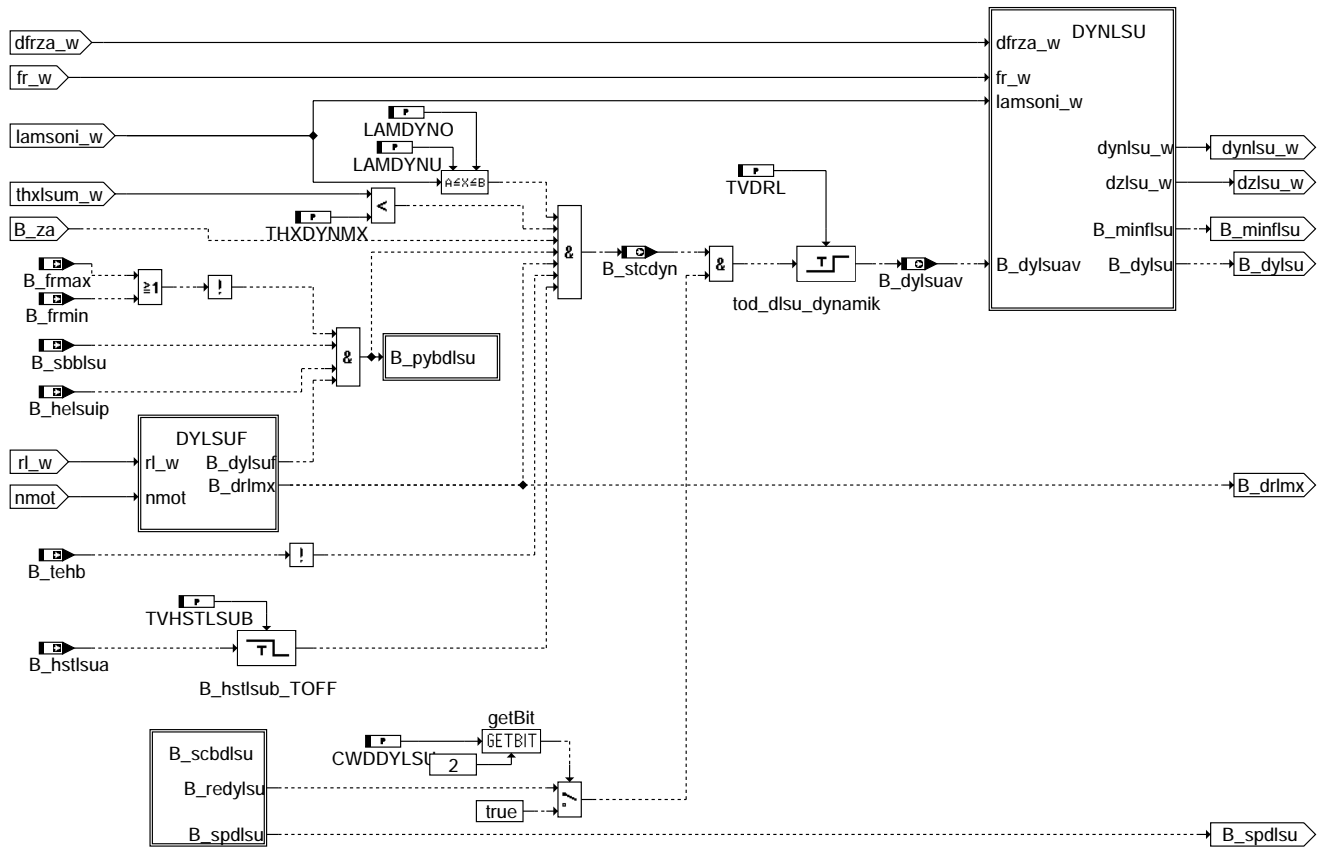 dfrza_w
DYNLSU
dfrza_w
fr_w
fr_w
lamsoni_w
P
LAMDYNO
lamsoni_w
P
LAMDYNU
dynlsu_w
dynlsu_w
P
TVDRL
A≤X≤B
thxlsum_w
<
dzlsu_w
dzlsu_w
P
THXDYNMX
B_za
B_minflsu
B_minflsu
&
B_stcdyn
&
T
B_dylsuav
B_dylsuav
B_dylsu
B_dylsu
B_frmax
≥1
!
B_frmin
tod_dlsu_dynamik
B_sbblsu
&
B_pybdlsu
B_helsuip
DYLSUF
rl_w
rl_w
B_dylsuf
B_drlmx
B_drlmx
nmot
nmot
B_tehb
!
P
TVHSTLSUB
T
B_hstlsua
B_hstlsub_TOFF
getBit
P
GETBIT
CWDDYLSU
2
B_scbdlsu
B_redylsu
true
B_spdlsu
B_spdlsu